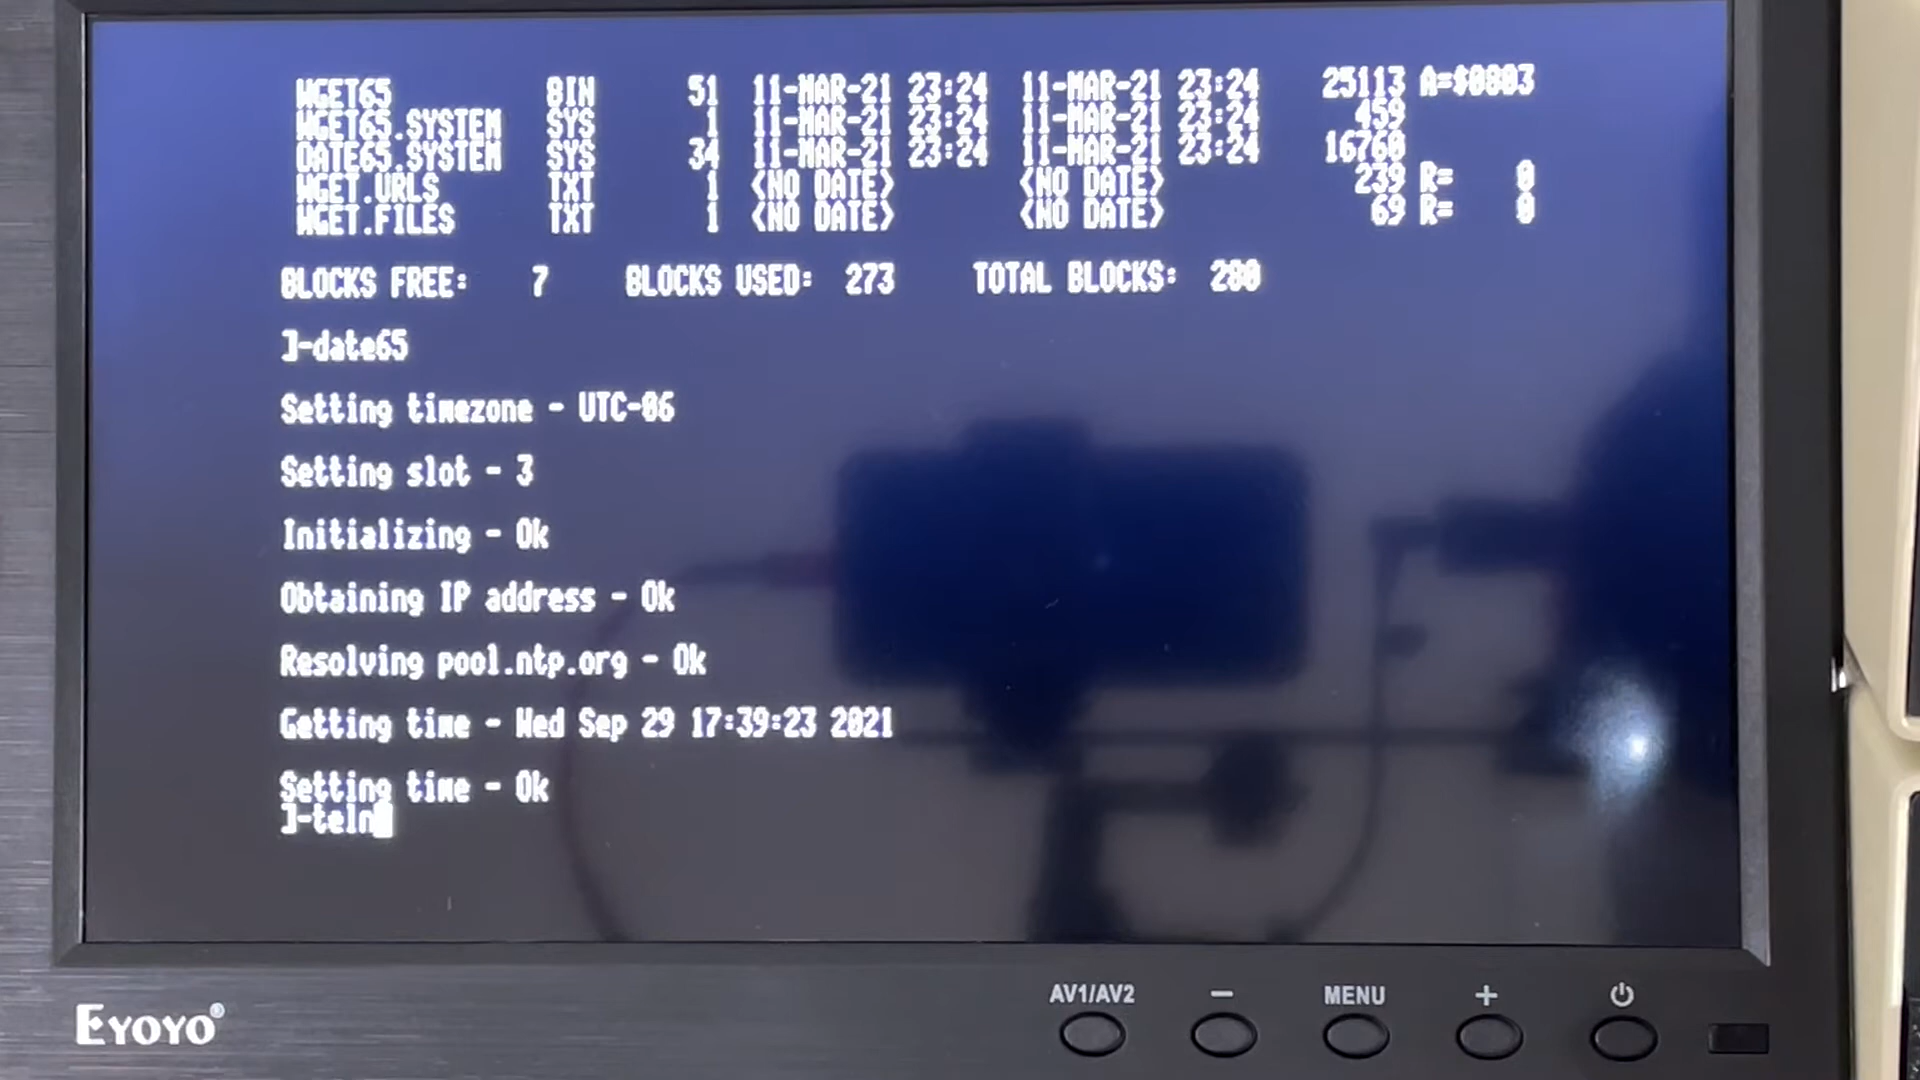 WGET65 BIN 51 11-MAR-21 23:24 11-MAR-21 23:24 25113 A=$0803
WGET65.SYSTEM SYS 1 11-MAR-21 23:24 11-MAR-21 23:24 459
DATE65.SYSTEM SYS 34 11-MAR-21 23:24 11-MAR-21 23:24 16760
WGET.URLS TXT 1 <NO DATE> <NO DATE> 239 R= 0
WGET.FILES TXT 1 <NO DATE> <NO DATE> 69 R= 0
BLOCKS FREE: 7 BLOCKS USED: 273 TOTAL BLOCKS: 280
]-date65
Setting timezone - UTC-06
Setting slot - 3
Initializing - Ok
Obtaining IP address - Ok
Resolving pool.ntp.org - Ok
Getting time - Wed Sep 29 17:39:23 2021
Setting time - Ok
]-teln
AV1/AV2 − MENU +
EYOYO®